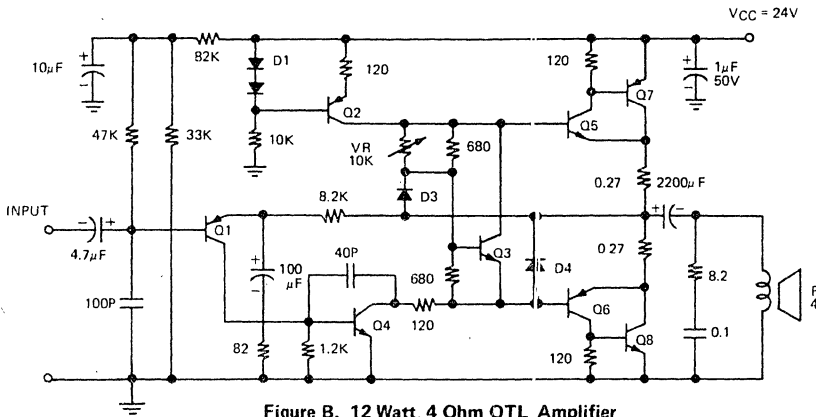 VCC = 24V
10µF
+
-
82K
D1
120
120
Q7
+
-
1µF
50V
47K
33K
10K
Q2
VR
10K
680
Q5
0.27
2200µF
+ -
INPUT
8.2K
D3
- +
4.7µF
Q1
+
-
100
µF
40P
680
Q3
D4
0.27
8.2
100P
82
1.2K
Q4
120
Q6
Q8
120
0.1
4
Figure B. 12 Watt, 4 Ohm OTL Amplifier